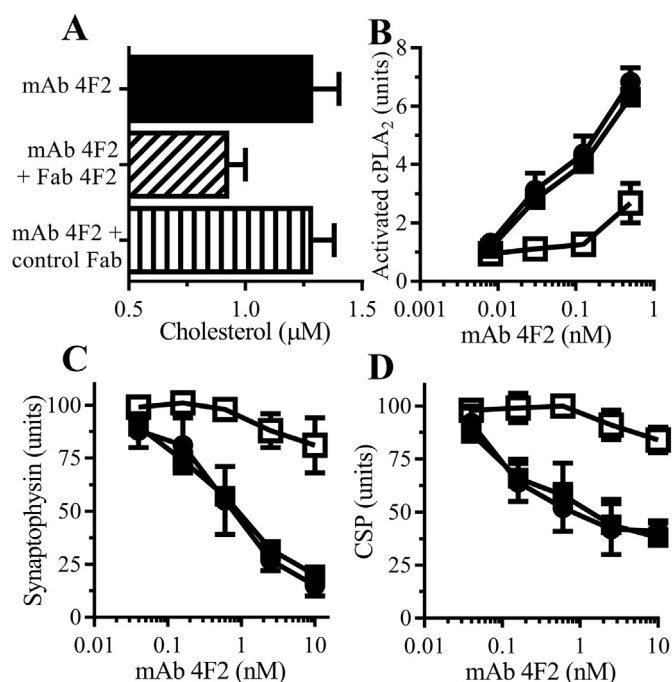 A
mAb 4F2
mAb 4F2
+ Fab 4F2
mAb 4F2 +
control Fab
0.5
1.0
1.5
Cholesterol (μM)
B
Activated cPLA₂ (units)
8
6
4
2
0
0.001
0.01
0.1
1
mAb 4F2 (nM)
C
Synaptophysin (units)
100
75
50
25
0
0.01
0.1
1
10
mAb 4F2 (nM)
D
CSP (units)
100
75
50
25
0
0.01
0.1
1
10
mAb 4F2 (nM)